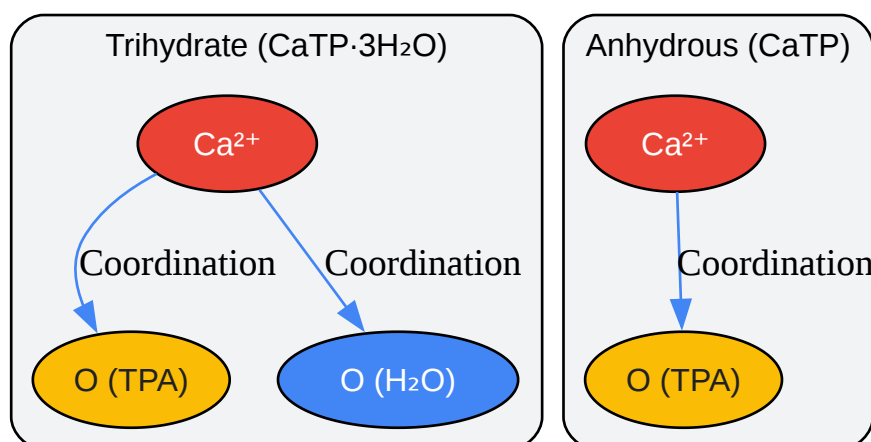 Trihydrate (CaTP·3H₂O)
Ca²⁺
Coordination
Coordination
O (TPA)
O (H₂O)
Anhydrous (CaTP)
Ca²⁺
Coordination
O (TPA)